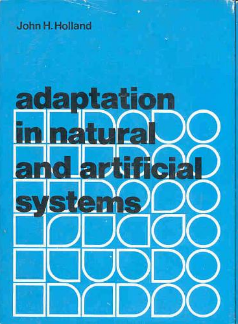 John H. Holland
adaptation
in natural
and artificial
systems